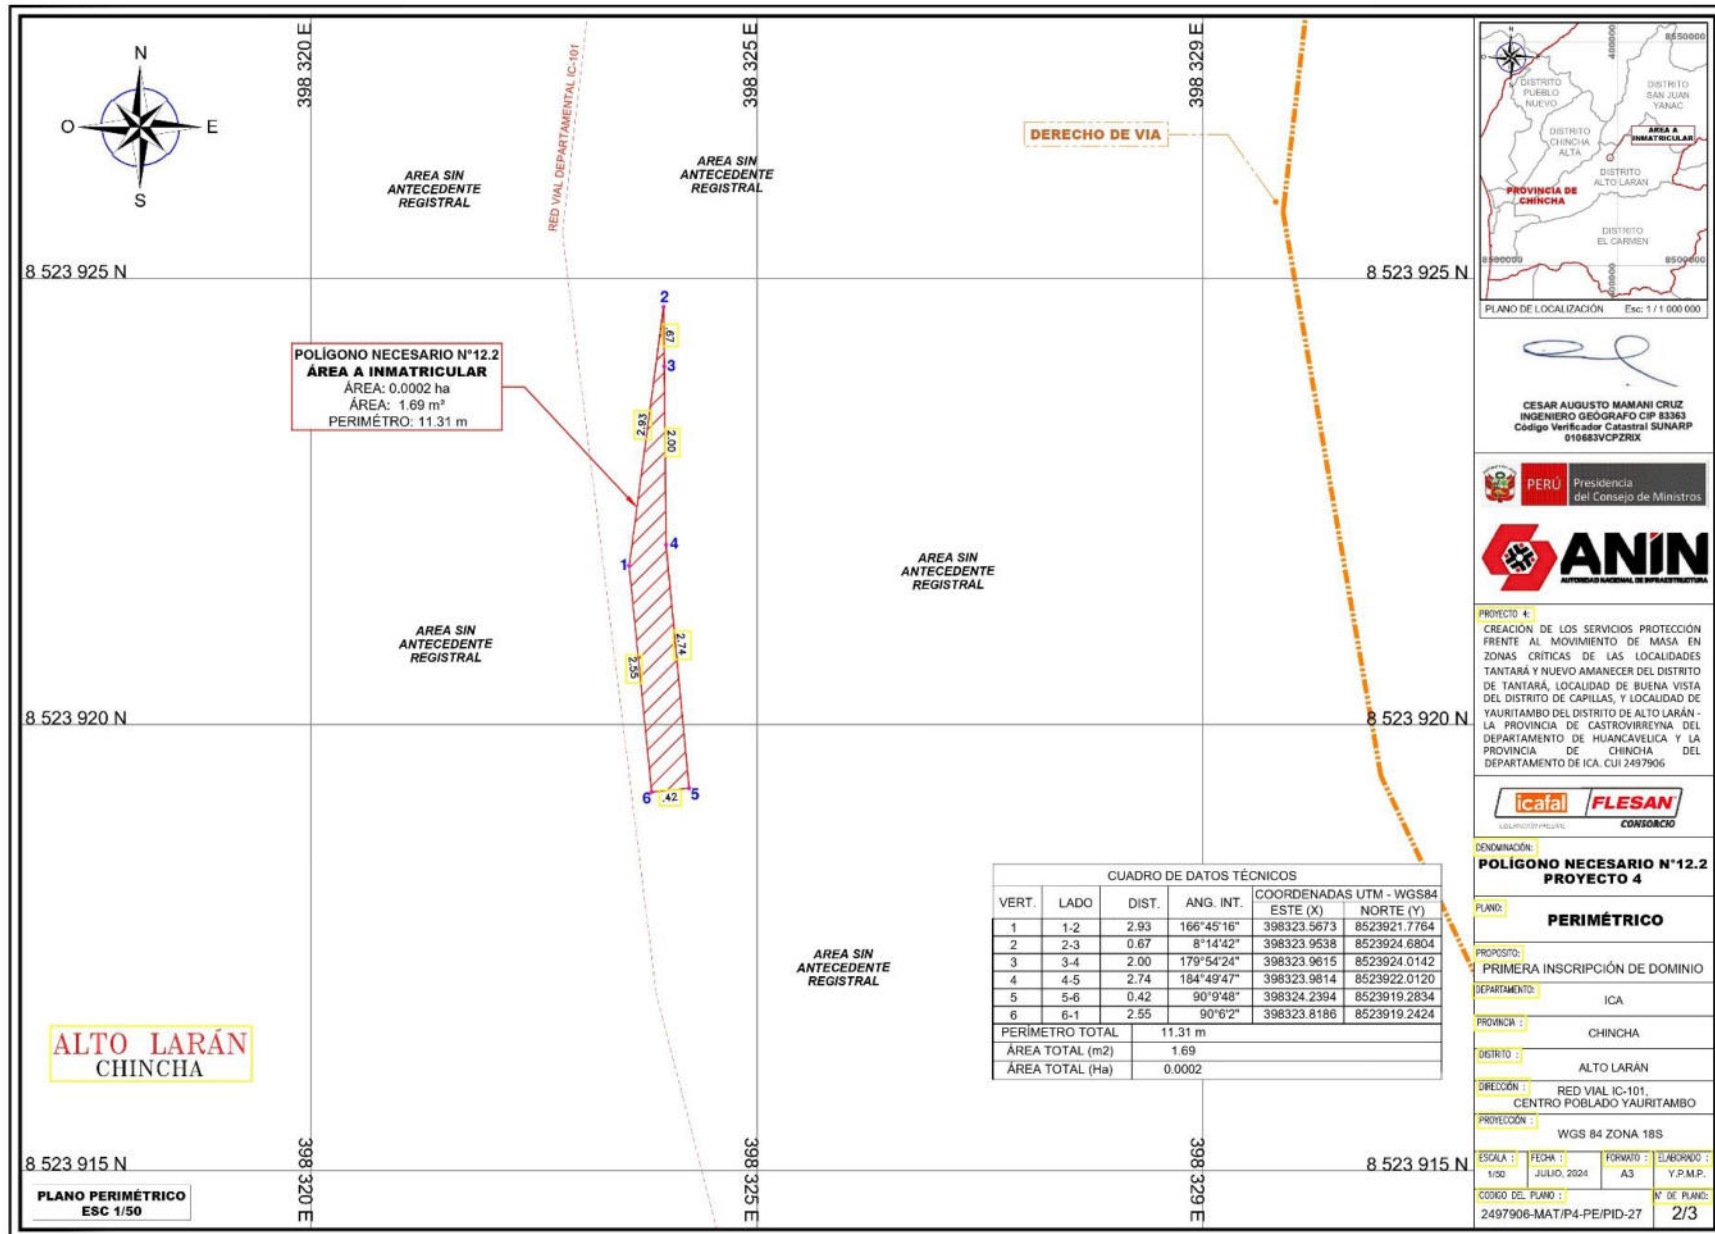 398 320 E
398 325 E
398 329 E
N
O
E
S
RED VIAL DEPARTAMENTAL IC-101
DERECHO DE VIA
AREA SIN
ANTECEDENTE
REGISTRAL
AREA SIN
ANTECEDENTE
REGISTRAL
8 523 925 N
8 523 925 N
POLÍGONO NECESARIO N°12.2
ÁREA A INMATRICULAR
ÁREA: 0.0002 ha
ÁREA: 1.69 m²
PERIMÉTRO: 11.31 m
2
.67
3
2.93
2.00
4
1
2.74
2.55
6
.42
5
AREA SIN
ANTECEDENTE
REGISTRAL
AREA SIN
ANTECEDENTE
REGISTRAL
8 523 920 N
8 523 920 N
AREA SIN
ANTECEDENTE
REGISTRAL
CUADRO DE DATOS TÉCNICOS
VERT. LADO DIST. ANG. INT. COORDENADAS UTM - WGS84
ESTE (X) NORTE (Y)
1 1-2 2.93 166°45'16" 398323.5673 8523921.7764
2 2-3 0.67 8°14'42" 398323.9538 8523924.6804
3 3-4 2.00 179°54'24" 398323.9615 8523924.0142
4 4-5 2.74 184°49'47" 398323.9814 8523922.0120
5 5-6 0.42 90°9'48" 398324.2394 8523919.2834
6 6-1 2.55 90°6'2" 398323.8186 8523919.2424
PERÍMETRO TOTAL 11.31 m
ÁREA TOTAL (m2) 1.69
ÁREA TOTAL (Ha) 0.0002
ALTO LARÁN
CHINCHA
8 523 915 N
8 523 915 N
398 320 E
398 325 E
398 329 E
PLANO PERIMÉTRICO
ESC 1/50
400000
8550000
DISTRITO
PUEBLO
NUEVO
DISTRITO
SAN JUAN
YANAC
DISTRITO
CHINCHA
ALTA
AREA A
INMATRICULAR
DISTRITO
ALTO LARAN
PROVINCIA DE
CHINCHA
DISTRITO
EL CARMEN
8500000
8500000
PLANO DE LOCALIZACIÓN Esc: 1 / 1 000 000
CESAR AUGUSTO MAMANI CRUZ
INGENIERO GEÓGRAFO CIP 83363
Código Verificador Catastral SUNARP
010683VCPZRIX
PERÚ
Presidencia
del Consejo de Ministros
ANIN
AUTORIDAD NACIONAL DE INFRAESTRUCTURA
PROYECTO 4:
CREACIÓN DE LOS SERVICIOS PROTECCIÓN
FRENTE AL MOVIMIENTO DE MASA EN
ZONAS CRÍTICAS DE LAS LOCALIDADES
TANTARÁ Y NUEVO AMANECER DEL DISTRITO
DE TANTARÁ, LOCALIDAD DE BUENA VISTA
DEL DISTRITO DE CAPILLAS, Y LOCALIDAD DE
YAURITAMBO DEL DISTRITO DE ALTO LARÁN -
LA PROVINCIA DE CASTROVIRREYNA DEL
DEPARTAMENTO DE HUANCAVELICA Y LA
PROVINCIA DE CHINCHA DEL
DEPARTAMENTO DE ICA. CUI 2497906
icafal
FLESAN
CONSORCIO
DENOMINACIÓN:
POLÍGONO NECESARIO N°12.2
PROYECTO 4
PLANO:
PERIMÉTRICO
PROPOSITO:
PRIMERA INSCRIPCIÓN DE DOMINIO
DEPARTAMENTO:
ICA
PROVINCIA :
CHINCHA
DISTRITO :
ALTO LARÁN
DIRECCIÓN :
RED VIAL IC-101,
CENTRO POBLADO YAURITAMBO
PROYECCIÓN :
WGS 84 ZONA 18S
ESCALA : FECHA : FORMATO : ELABORADO :
1/50 JULIO, 2024 A3 Y.P.M.P.
CODIGO DEL PLANO : N° DE PLANO:
2497906-MAT/P4-PE/PID-27 2/3